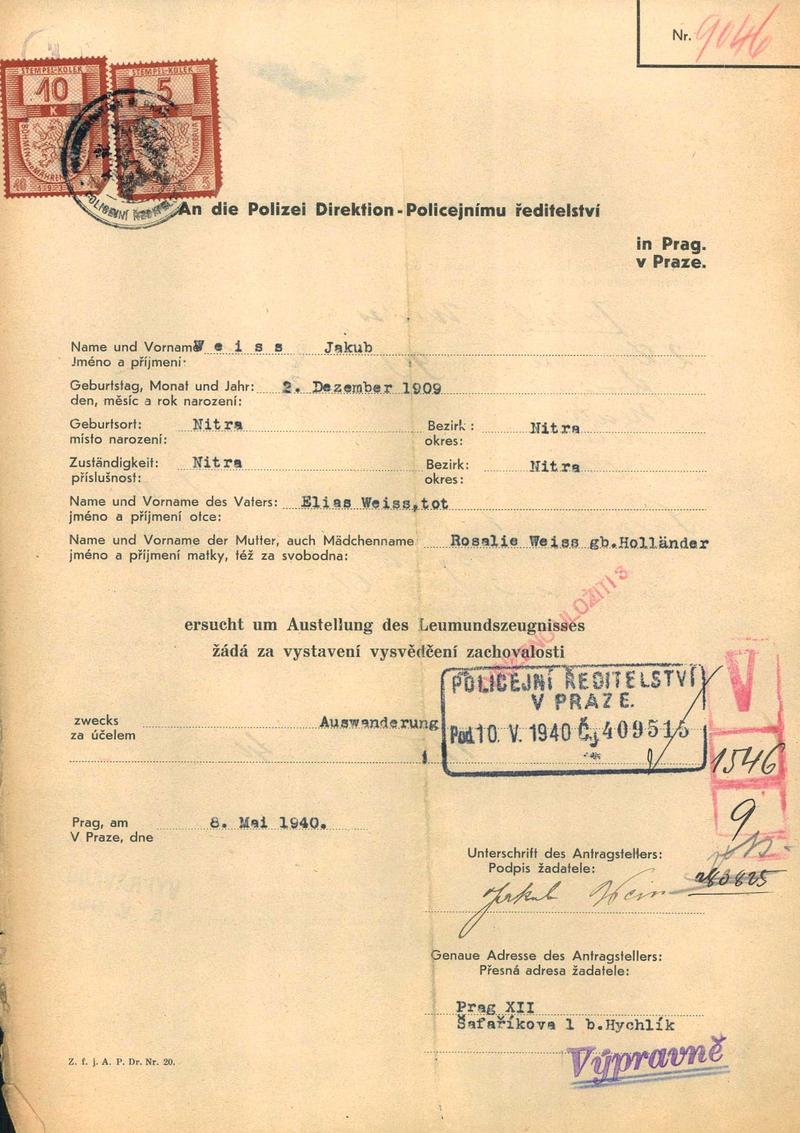 Nr. 9046
STEMPEL-KOLEK STEMPEL-KOLEK
10 5
K
An die Polizei Direktion - Policejnímu ředitelství
in Prag.
v Praze.
Name und Vorname Weiss Jakub
Jméno a příjmení:
Geburtstag, Monat und Jahr: 2. Dezember 1909
den, měsíc a rok narození:
Geburtsort: Nitra Bezirk: Nitra
místo narození: okres:
Zuständigkeit: Nitra Bezirk: Nitra
příslušnost: okres:
Name und Vorname des Vaters: Elias Weiss,tot
jméno a příjmení otce:
Name und Vorname der Mutter, auch Mädchenname Rosalie Weiss gb.Holländer
jméno a příjmení matky, též za svobodna:
ersucht um Austellung des Leumundszeugnisses
žádá za vystavení vysvědčení zachovalosti
POLICEJNÍ ŘEDITELSTVÍ
V PRAZE.
V
zwecks Auswanderung
za účelem
Pod 10. V. 1940 Čj 409515
1546
9
Prag, am 8. Mai 1940.
V Praze, dne
Unterschrift des Antragstellers:
Podpis žadatele:
Jakub Weiss
Genaue Adresse des Antragstellers:
Přesná adresa žadatele:
Prag XII
Šafaříkova 1 b.Hychlík
Výpravně
Z. f. j. A. P. Dr. Nr. 20.